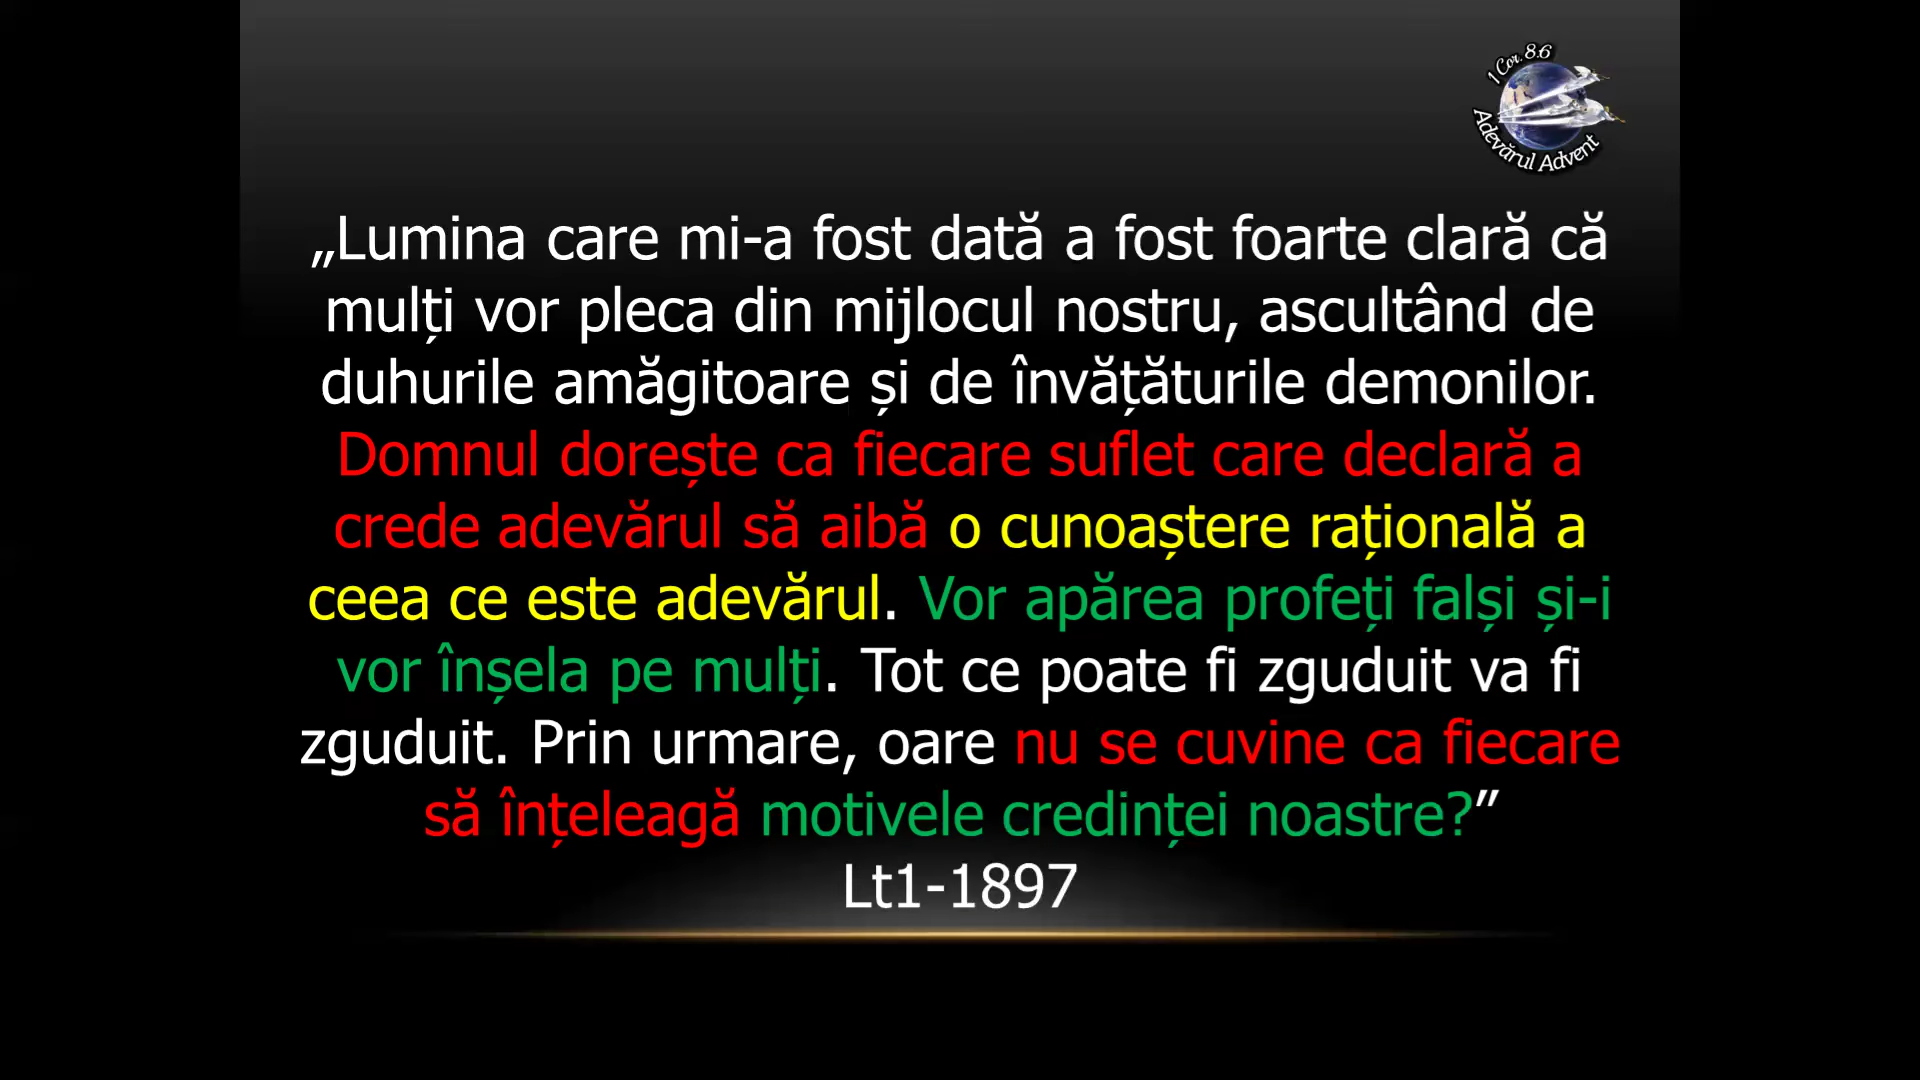 1 Cor. 8:6
Adevărul Advent
„Lumina care mi-a fost dată a fost foarte clară că
mulți vor pleca din mijlocul nostru, ascultând de
duhurile amăgitoare și de învățăturile demonilor.
Domnul dorește ca fiecare suflet care declară a
crede adevărul să aibă o cunoaștere rațională a
ceea ce este adevărul. Vor apărea profeți falși și-i
vor înșela pe mulți. Tot ce poate fi zguduit va fi
zguduit. Prin urmare, oare nu se cuvine ca fiecare
să înțeleagă motivele credinței noastre?”
Lt1-1897